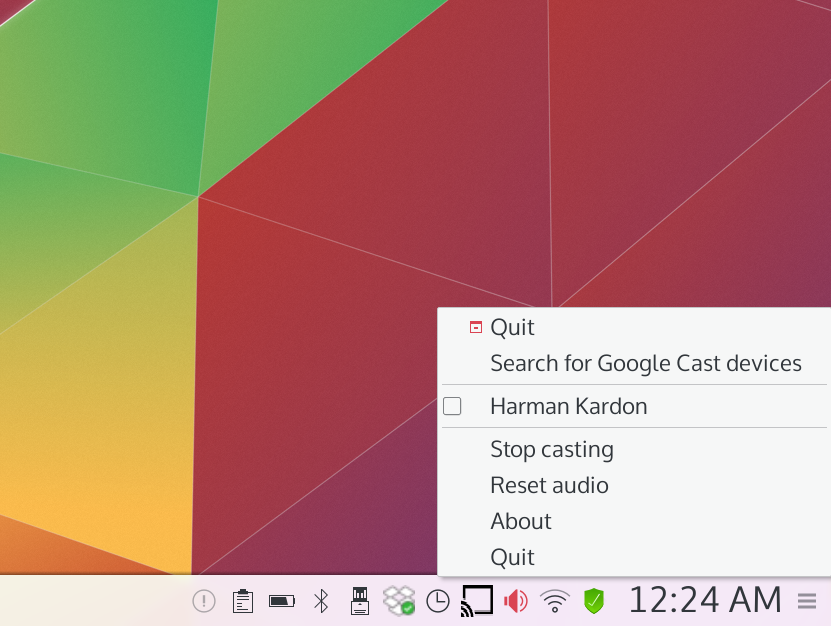 Quit
Search for Google Cast devices
Harman Kardon
Stop casting
Reset audio
About
Quit
12:24 AM